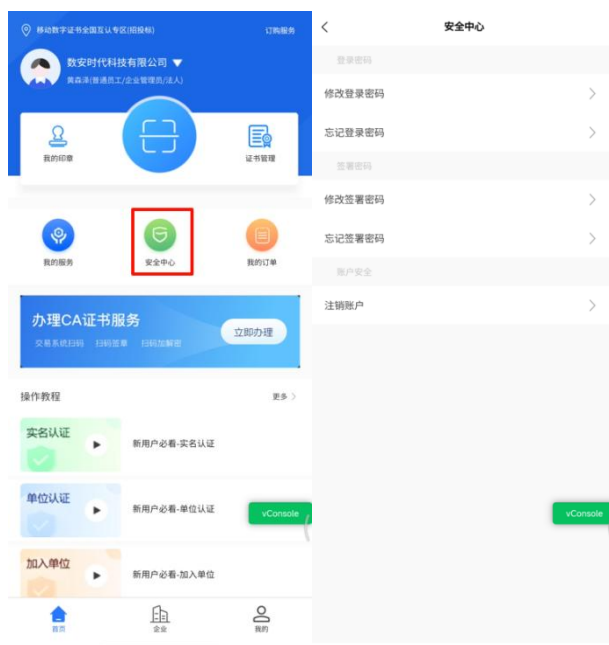 移动数字证书全国互认专区(招投标)
订购服务
数安时代科技有限公司
黄森泽(普通员工/企业管理员/法人)
我的印章
证书管理
我的服务
安全中心
我的订单
办理CA证书服务
交易系统扫码 扫码签章 扫码加解密
立即办理
操作教程
更多
实名认证
新用户必看-实名认证
单位认证
新用户必看-单位认证
vConsole
加入单位
新用户必看-加入单位
首页
企业
我的
安全中心
登录密码
修改登录密码
忘记登录密码
签署密码
修改签署密码
忘记签署密码
账户安全
注销账户
vConsole